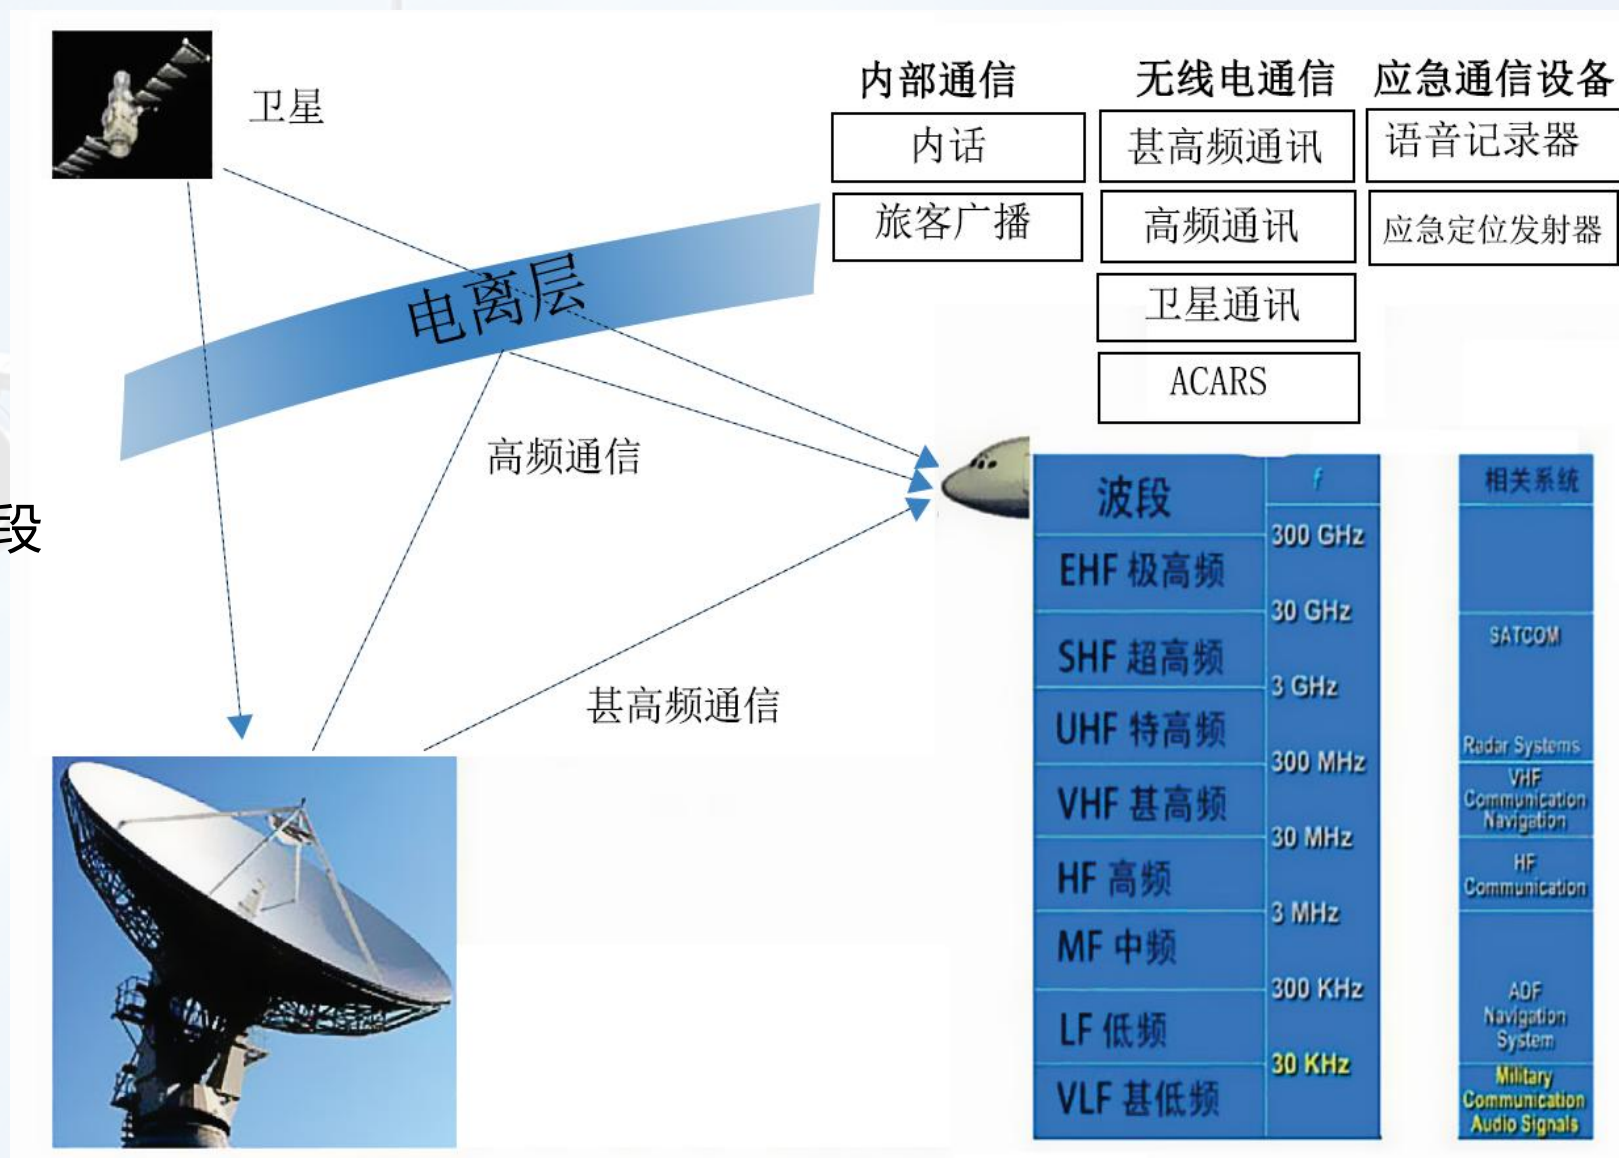 卫星
内部通信
无线电通信
应急通信设备
内话
甚高频通讯
语音记录器
旅客广播
高频通讯
应急定位发射器
卫星通讯
ACARS
电离层
高频通信
段
甚高频通信
波段
f
相关系统
300 GHz
EHF 极高频
30 GHz
SHF 超高频
SATCOM
3 GHz
UHF 特高频
Radar Systems
300 MHz
VHF 甚高频
VHF
Communication
Navigation
30 MHz
HF 高频
HF
Communication
3 MHz
MF 中频
300 KHz
ADF
Navigation
System
LF 低频
30 KHz
VLF 甚低频
Military
Communication
Audio Signals